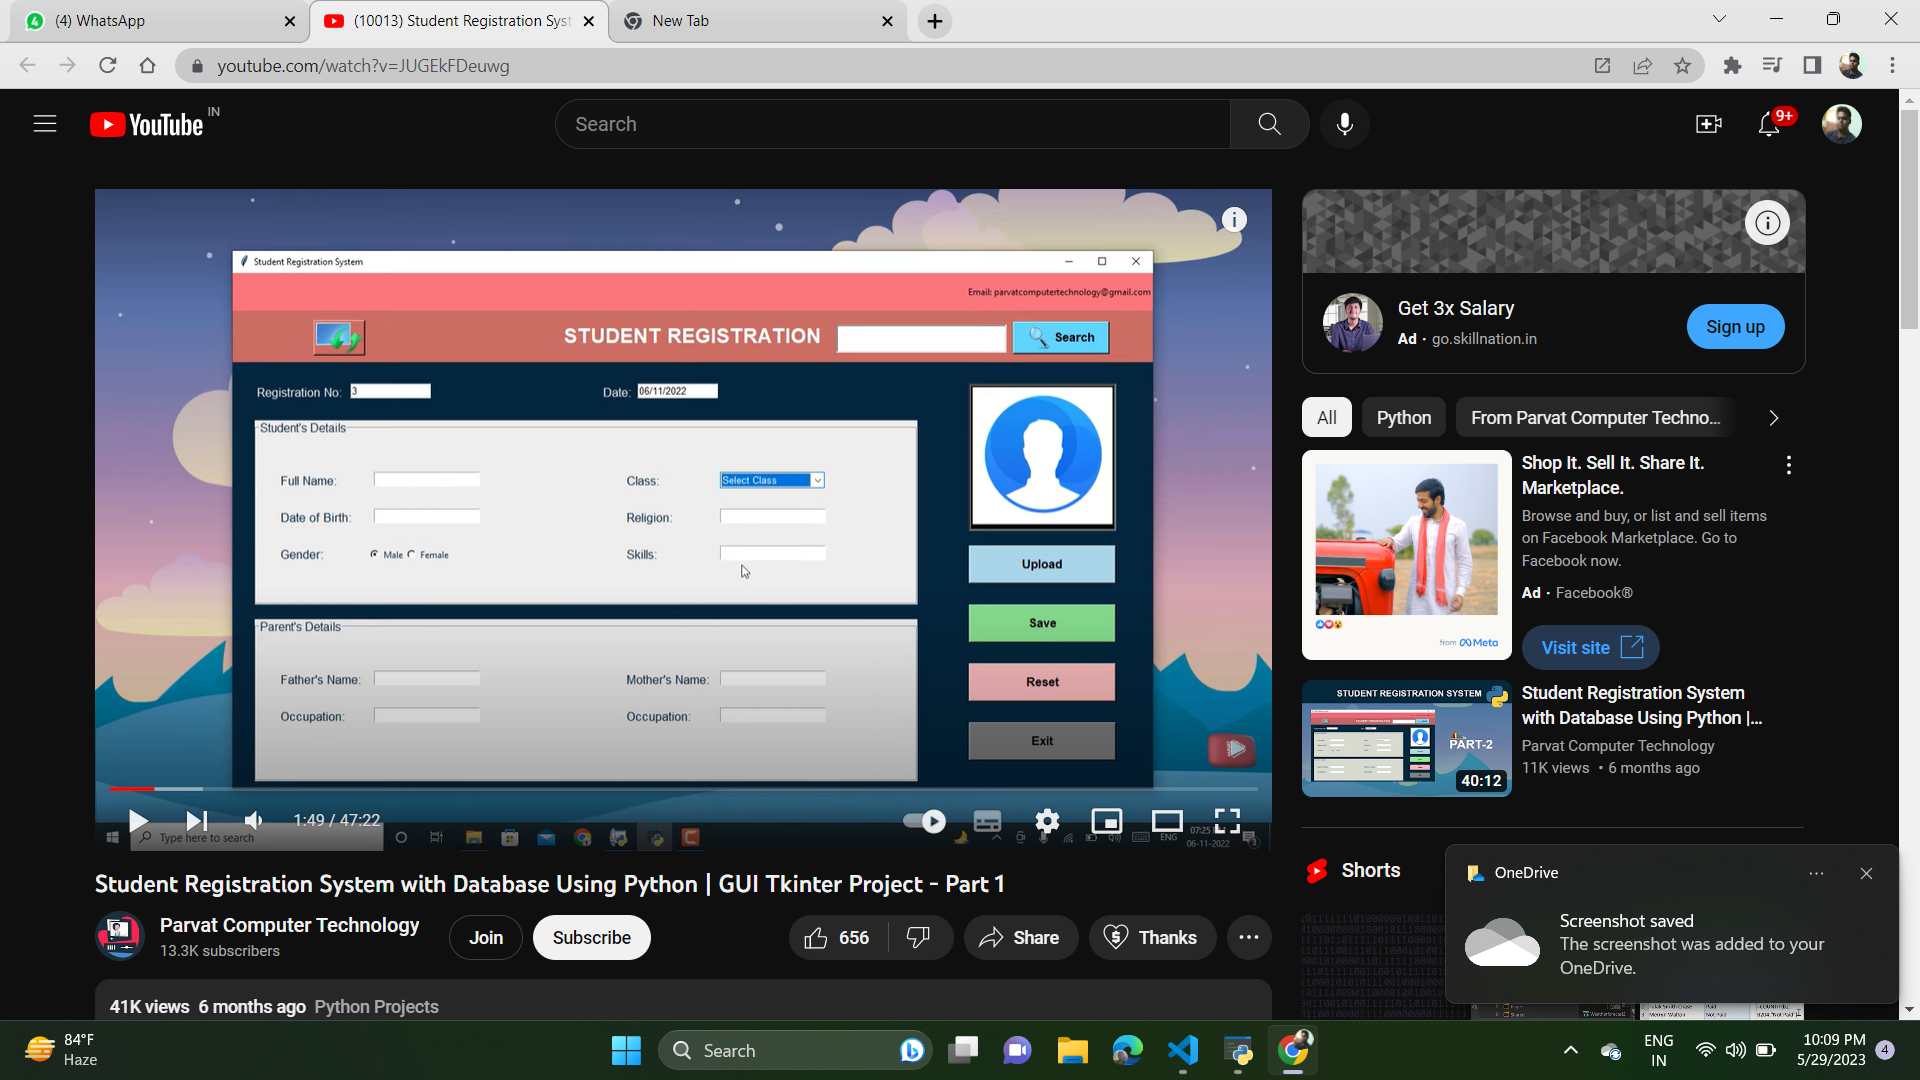 (4) WhatsApp
(10013) Student Registration Syst
New Tab
youtube.com/watch?v=JUGEkFDeuwg
YouTube IN
Search
9+
Student Registration System
Email: parvatcomputertechnology@gmail.com
STUDENT REGISTRATION
Search
Registration No: 3
Date: 06/11/2022
Student's Details
Full Name:
Class: Select Class
Date of Birth:
Religion:
Gender: Male Female
Skills:
Parent's Details
Father's Name:
Mother's Name:
Occupation:
Occupation:
Upload
Save
Reset
Exit
1:49 / 47:22
Type here to search
ENG
06-11-2022
Student Registration System with Database Using Python | GUI Tkinter Project - Part 1
Parvat Computer Technology
13.3K subscribers
Join
Subscribe
656
Share
Thanks
41K views 6 months ago Python Projects
Get 3x Salary
Ad · go.skillnation.in
Sign up
All
Python
From Parvat Computer Techno...
Shop It. Sell It. Share It.
Marketplace.
Browse and buy, or list and sell items
on Facebook Marketplace. Go to
Facebook now.
Ad · Facebook®
from Meta
Visit site
STUDENT REGISTRATION SYSTEM
PART-2
40:12
Student Registration System
with Database Using Python |...
Parvat Computer Technology
11K views • 6 months ago
Shorts
OneDrive
Screenshot saved
The screenshot was added to your
OneDrive.
84°F
Haze
Search
ENG
IN
10:09 PM
5/29/2023
4